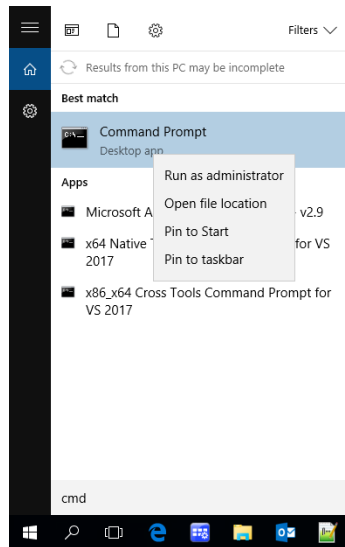 Filters
Results from this PC may be incomplete
Best match
Command Prompt
Desktop app
Run as administrator
Open file location
Pin to Start
Pin to taskbar
Apps
Microsoft A v2.9
x64 Native for VS
2017
x86_x64 Cross Tools Command Prompt for
VS 2017
cmd